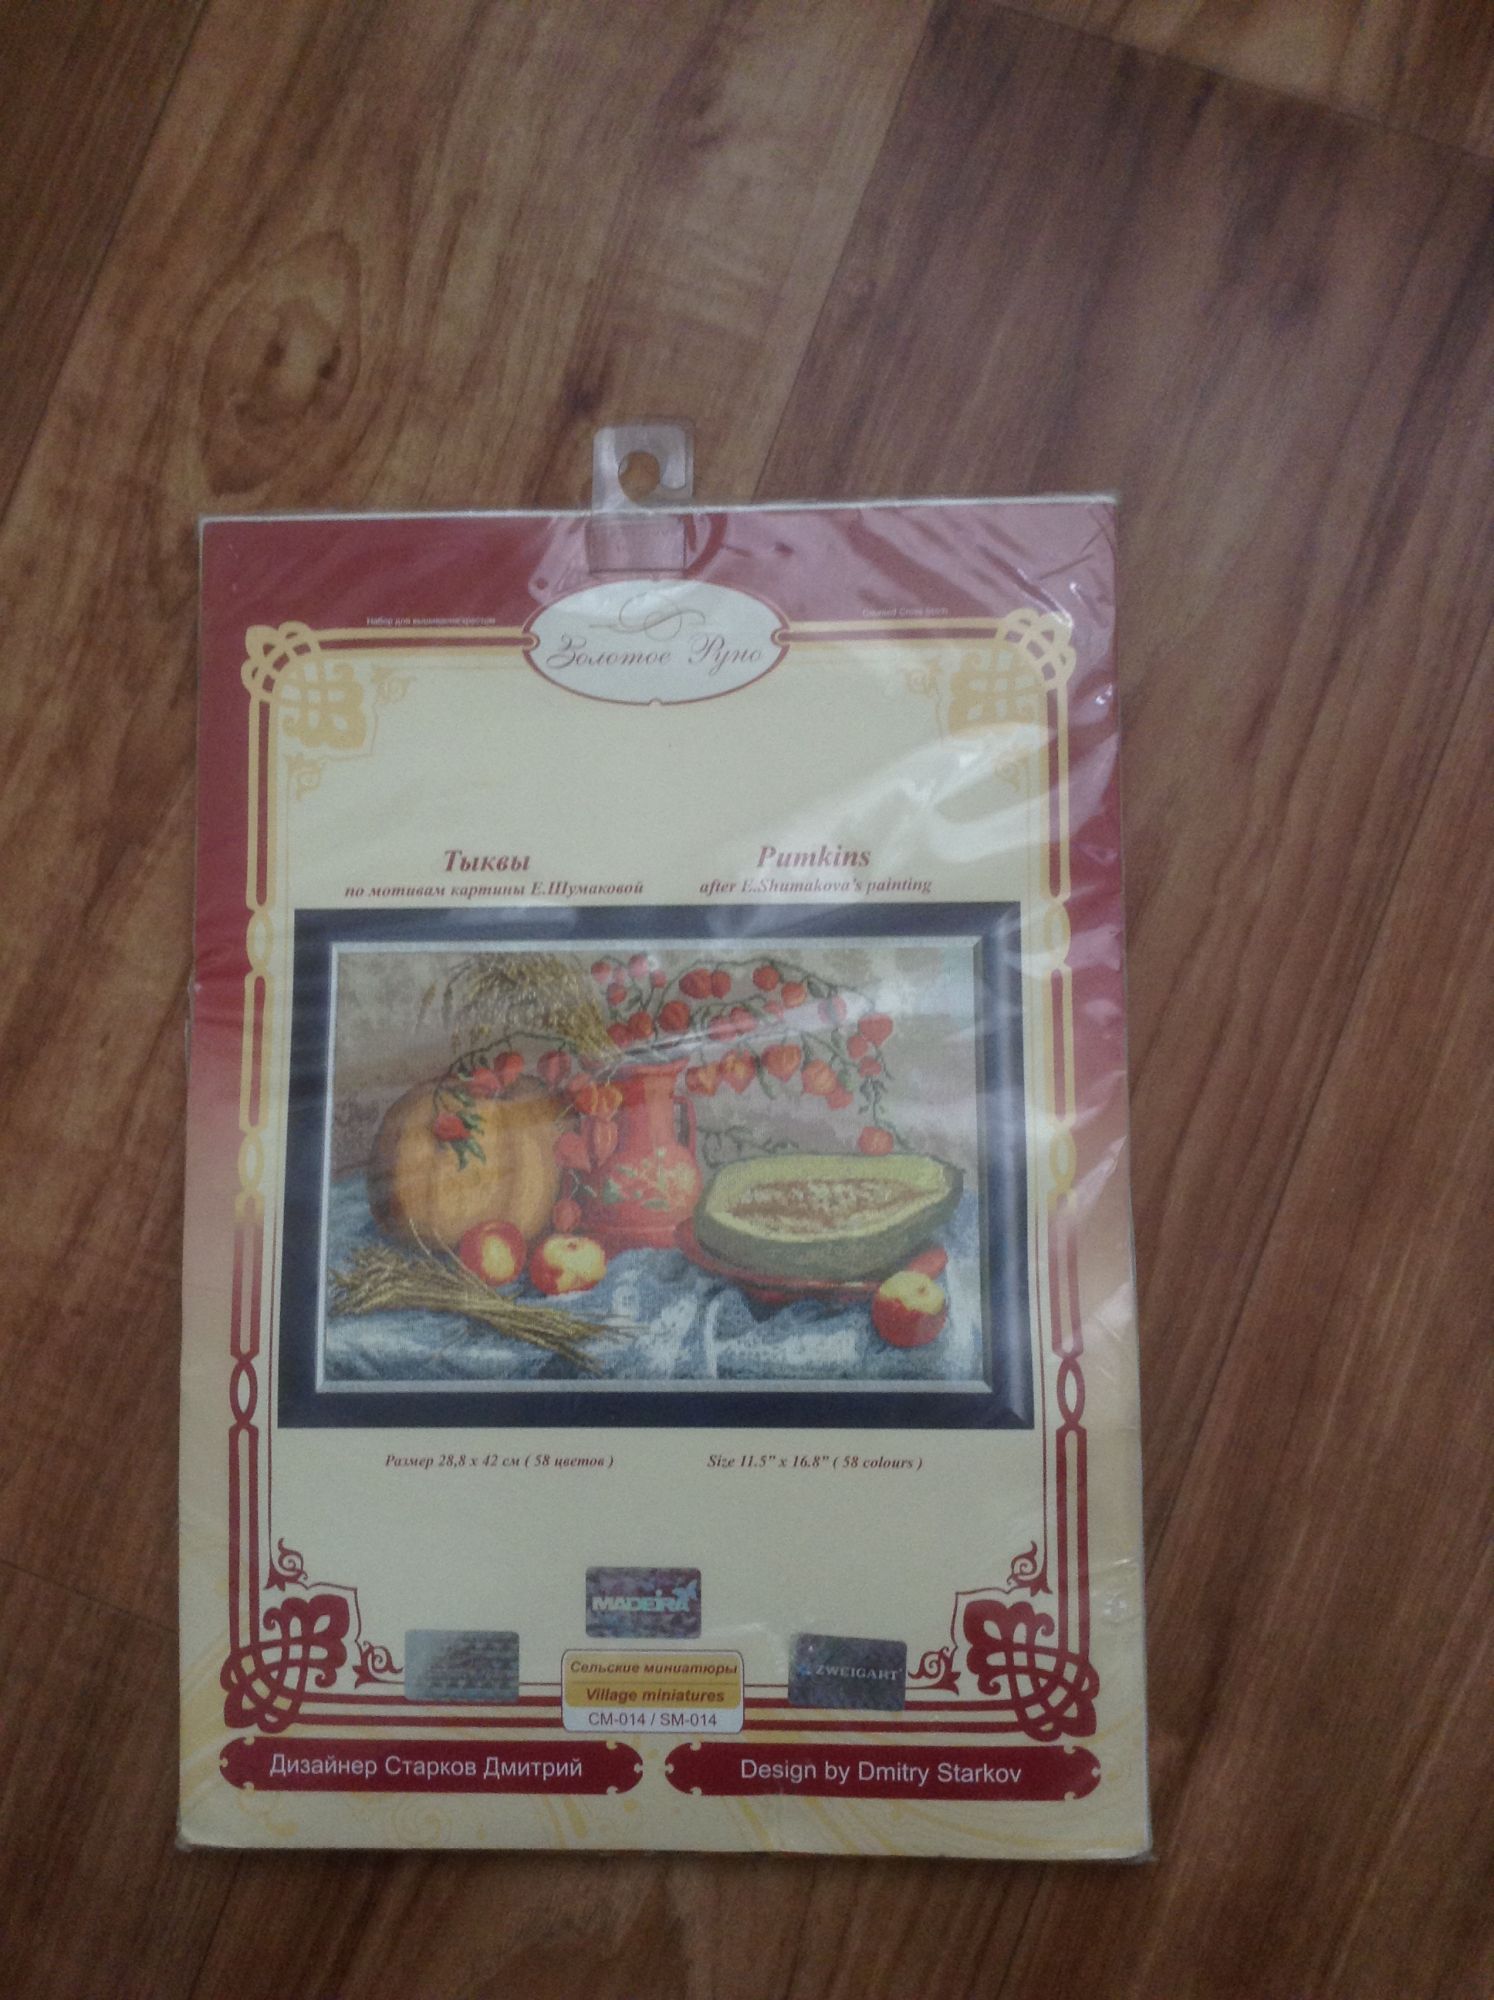 Набор для вышивания крестом
Counted Cross Stitch
Золотое Руно
Тыквы
по мотивам картины Е.Шумаковой
Pumkins
after E.Shumakova's painting
Размер 28,8 х 42 см ( 58 цветов )
Size 11.5" x 16.8" ( 58 colours )
MADEIRA
ZWEIGART
Сельские миниатюры
Village miniatures
СМ-014 / SM-014
Дизайнер Старков Дмитрий
Design by Dmitry Starkov